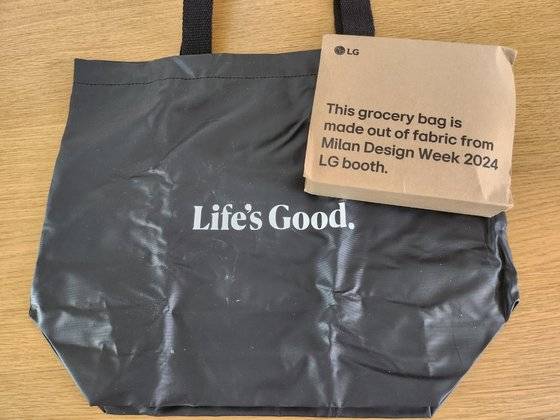 LG
This grocery bag is
made out of fabric from
Milan Design Week 2024
LG booth.
Life's Good.